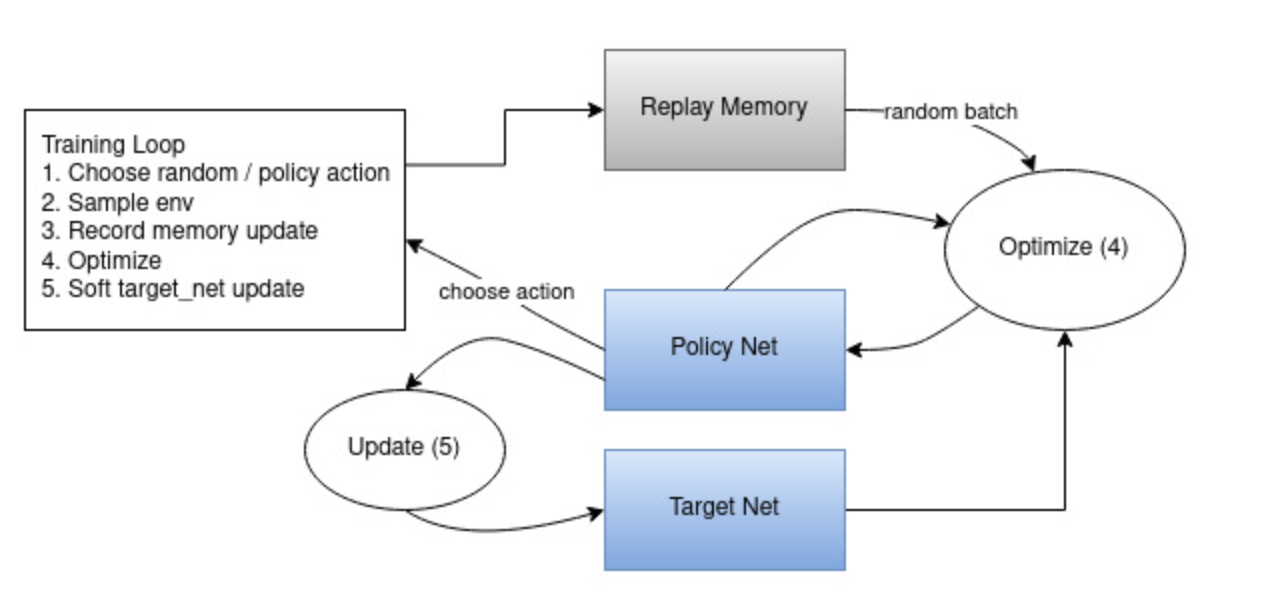 Training Loop
1. Choose random / policy action
2. Sample env
3. Record memory update
4. Optimize
5. Soft target_net update
Replay Memory
random batch
Optimize (4)
choose action
Policy Net
Update (5)
Target Net